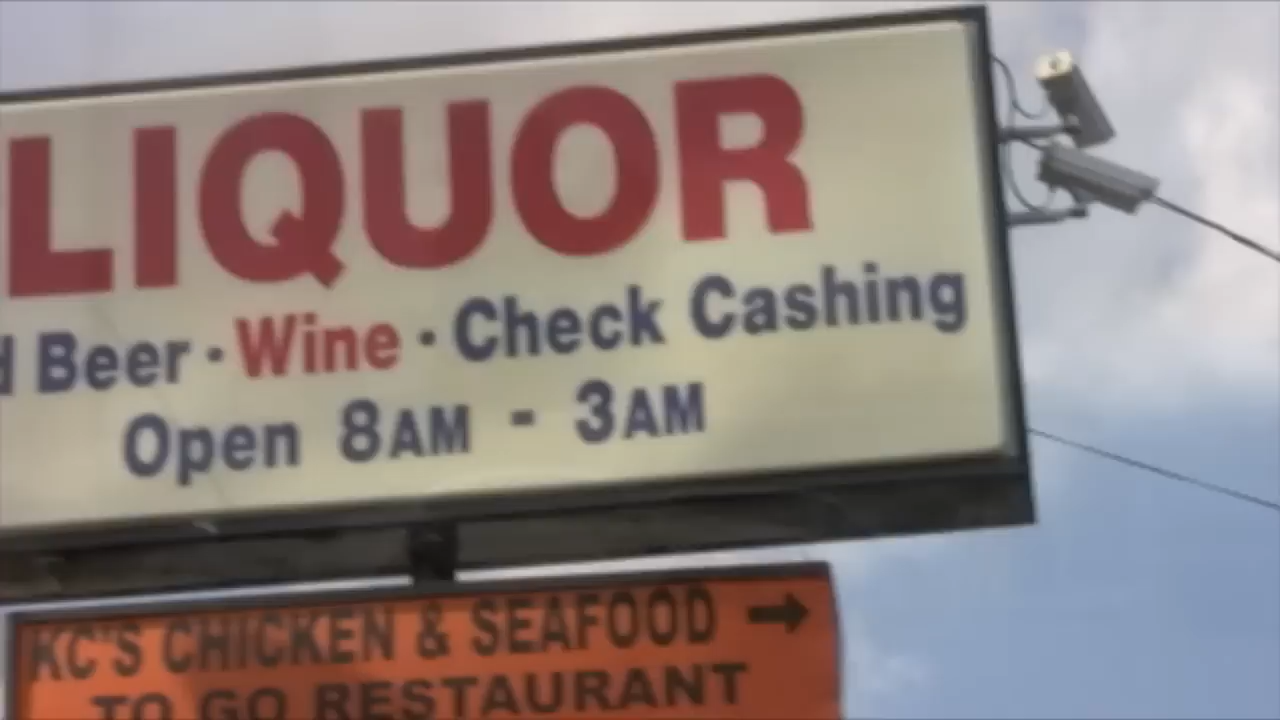 LIQUOR
d Beer · Wine · Check Cashing
Open 8AM - 3AM
KC'S CHICKEN & SEAFOOD →
TO GO RESTAURANT